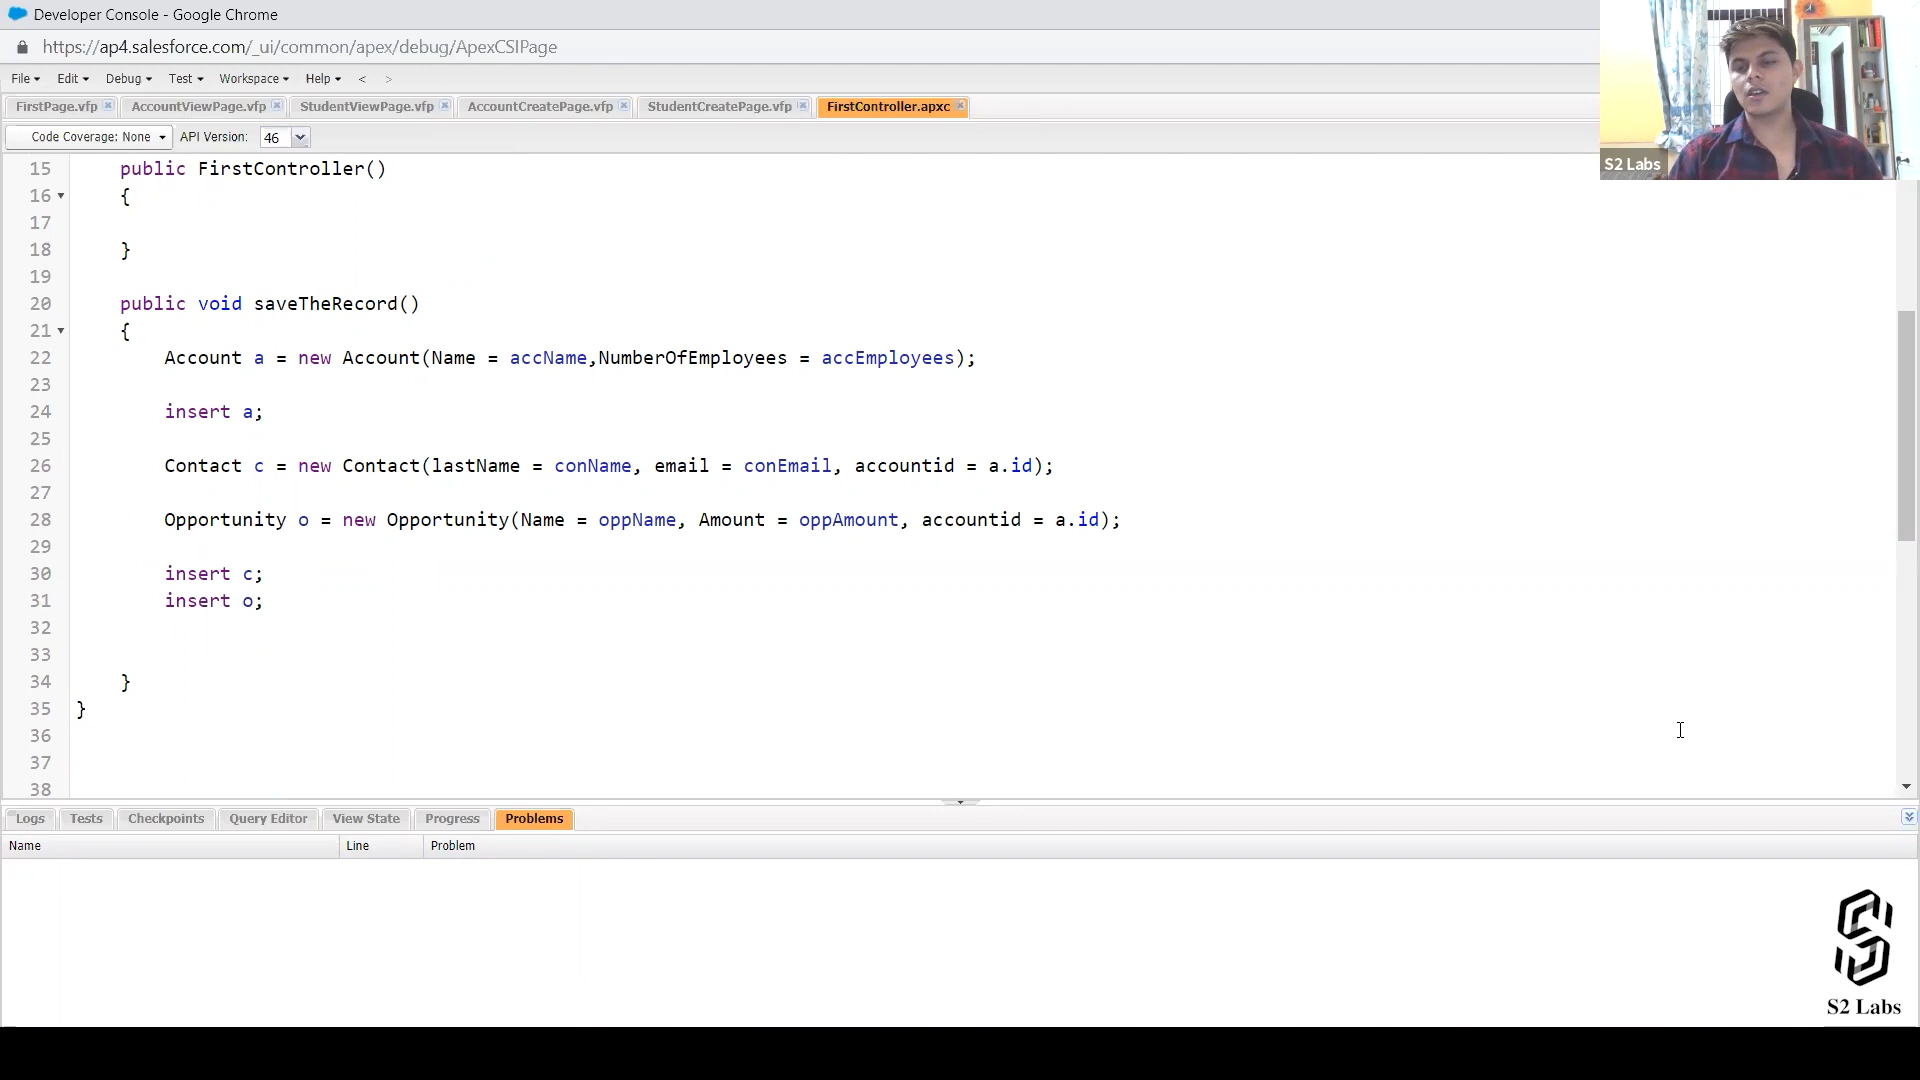 Developer Console - Google Chrome
https://ap4.salesforce.com/_ui/common/apex/debug/ApexCSIPage
File Edit Debug Test Workspace Help < >
FirstPage.vfp AccountViewPage.vfp StudentViewPage.vfp AccountCreatePage.vfp StudentCreatePage.vfp FirstController.apxc
Code Coverage: None API Version: 46
S2 Labs
15 public FirstController()
16 {
17
18 }
19
20 public void saveTheRecord()
21 {
22 Account a = new Account(Name = accName,NumberOfEmployees = accEmployees);
23
24 insert a;
25
26 Contact c = new Contact(lastName = conName, email = conEmail, accountid = a.id);
27
28 Opportunity o = new Opportunity(Name = oppName, Amount = oppAmount, accountid = a.id);
29
30 insert c;
31 insert o;
32
33
34 }
35 }
36
37
38
Logs Tests Checkpoints Query Editor View State Progress Problems
Name Line Problem
S2 Labs